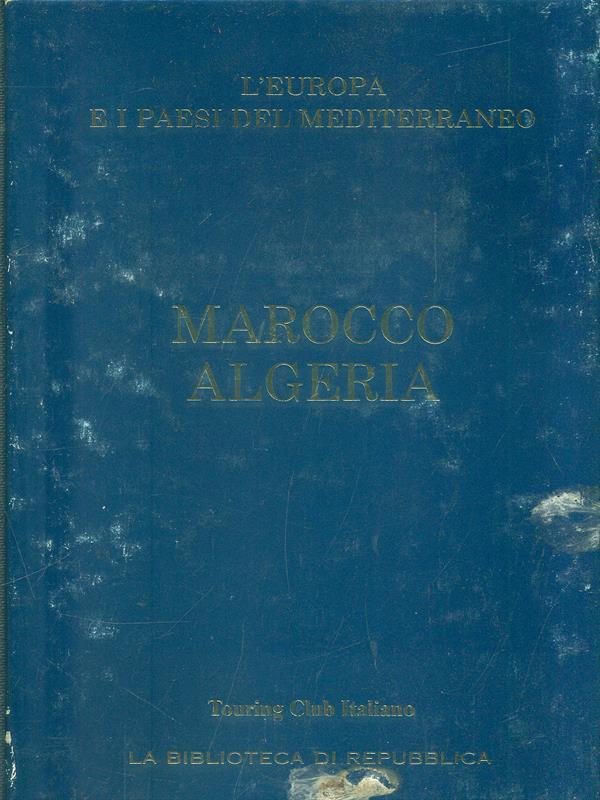 L'EUROPA
E I PAESI DEL MEDITERRANEO
MAROCCO
ALGERIA
Touring Club Italiano
LA BIBLIOTECA DI REPUBBLICA